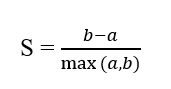 S = b−a / max (a,b)